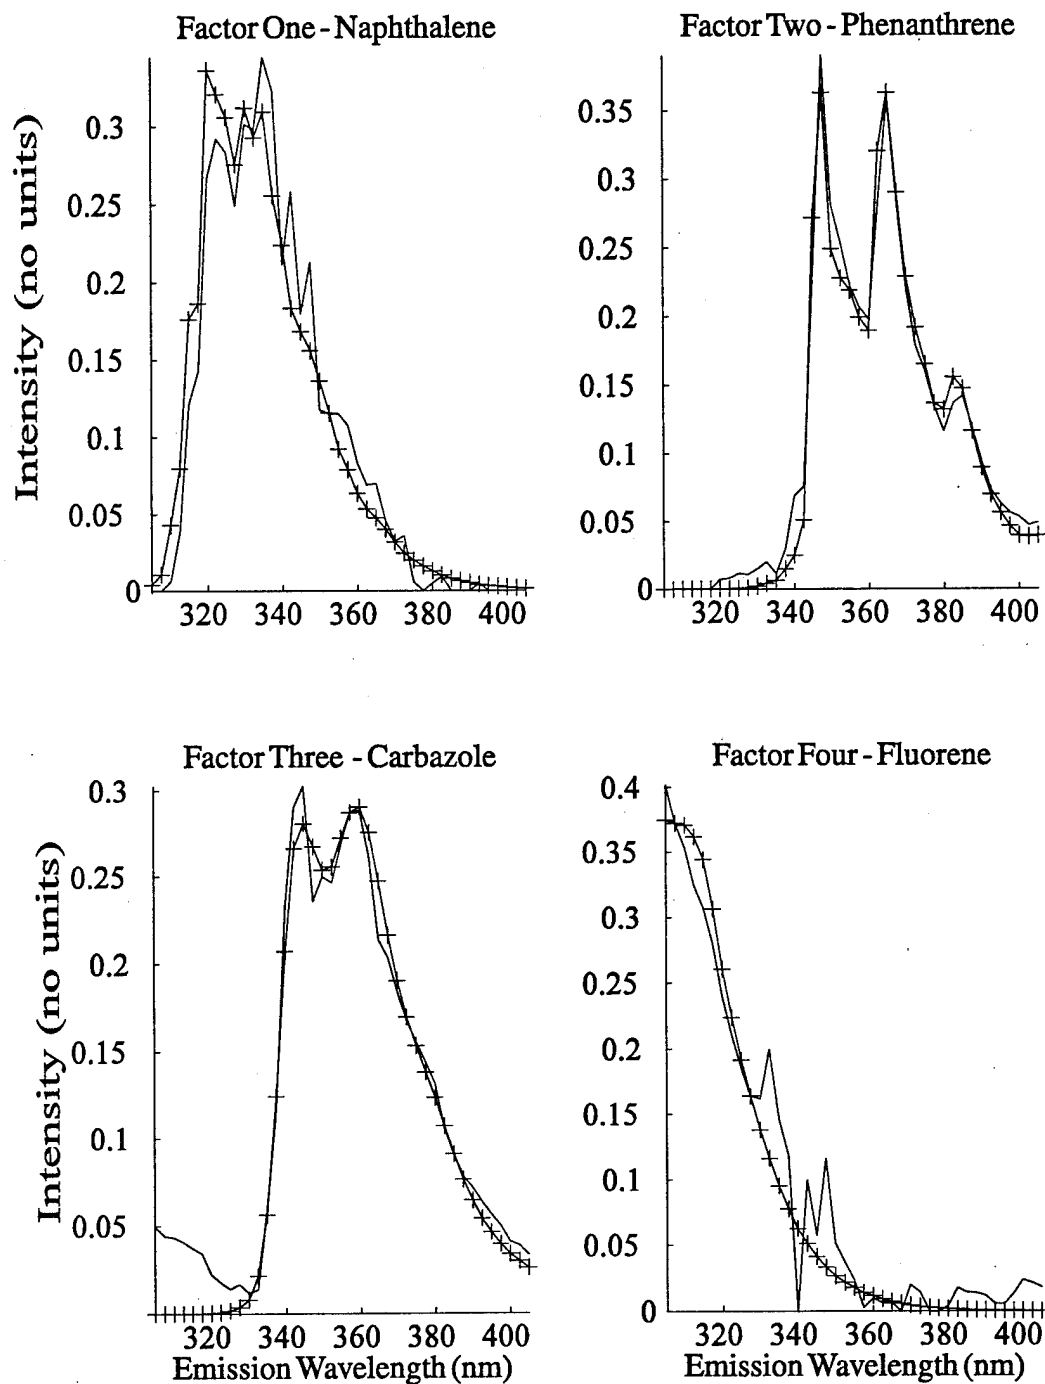 Factor One - Naphthalene
Intensity (no units)
0.3
0.25
0.2
0.15
0.1
0.05
0
320 340 360 380 400
Factor Two - Phenanthrene
0.35
0.3
0.25
0.2
0.15
0.1
0.05
0
320 340 360 380 400
Factor Three - Carbazole
Intensity (no units)
0.3
0.25
0.2
0.15
0.1
0.05
320 340 360 380 400
Emission Wavelength (nm)
Factor Four - Fluorene
0.4
0.35
0.3
0.25
0.2
0.15
0.1
0.05
0
320 340 360 380 400
Emission Wavelength (nm)